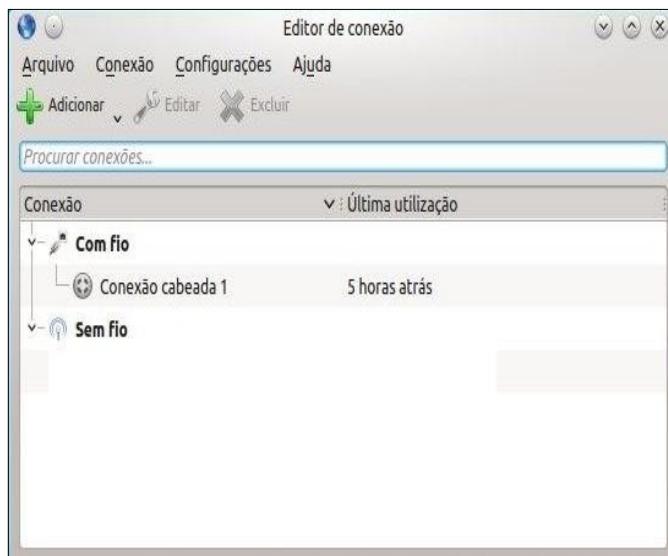 Editor de conexão
Arquivo Conexão Configurações Ajuda
Adicionar Editar Excluir
Procurar conexões...
Conexão Última utilização
Com fio
Conexão cabeada 1 5 horas atrás
Sem fio